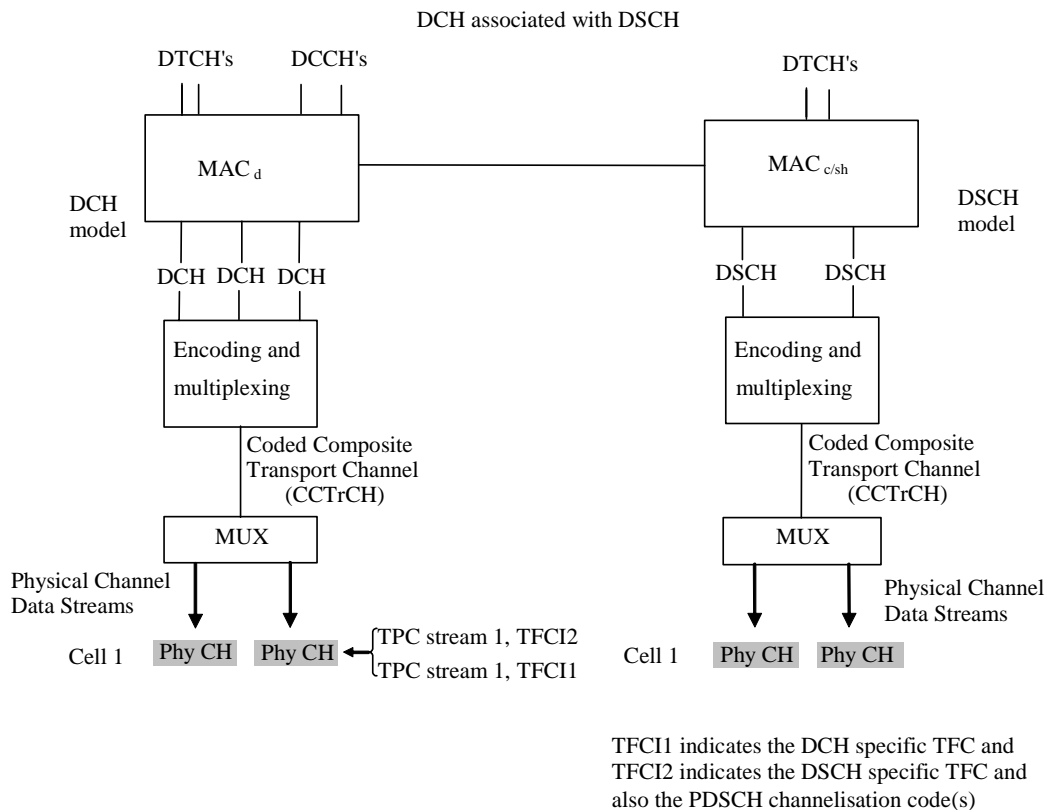 DCH associated with DSCH
DTCH's
DCCH's
DTCH's
MAC d
MAC c/sh
DCH
model
DSCH
model
DCH
DCH
DCH
DSCH
DSCH
Encoding and
multiplexing
Encoding and
multiplexing
Coded Composite
Transport Channel
(CCTrCH)
Coded Composite
Transport Channel
(CCTrCH)
MUX
MUX
Physical Channel
Data Streams
Physical Channel
Data Streams
Cell 1
Phy CH
Phy CH
TPC stream 1, TFCI2
TPC stream 1, TFCI1
Cell 1
Phy CH
Phy CH
TFCI1 indicates the DCH specific TFC and
TFCI2 indicates the DSCH specific TFC and
also the PDSCH channelisation code(s)